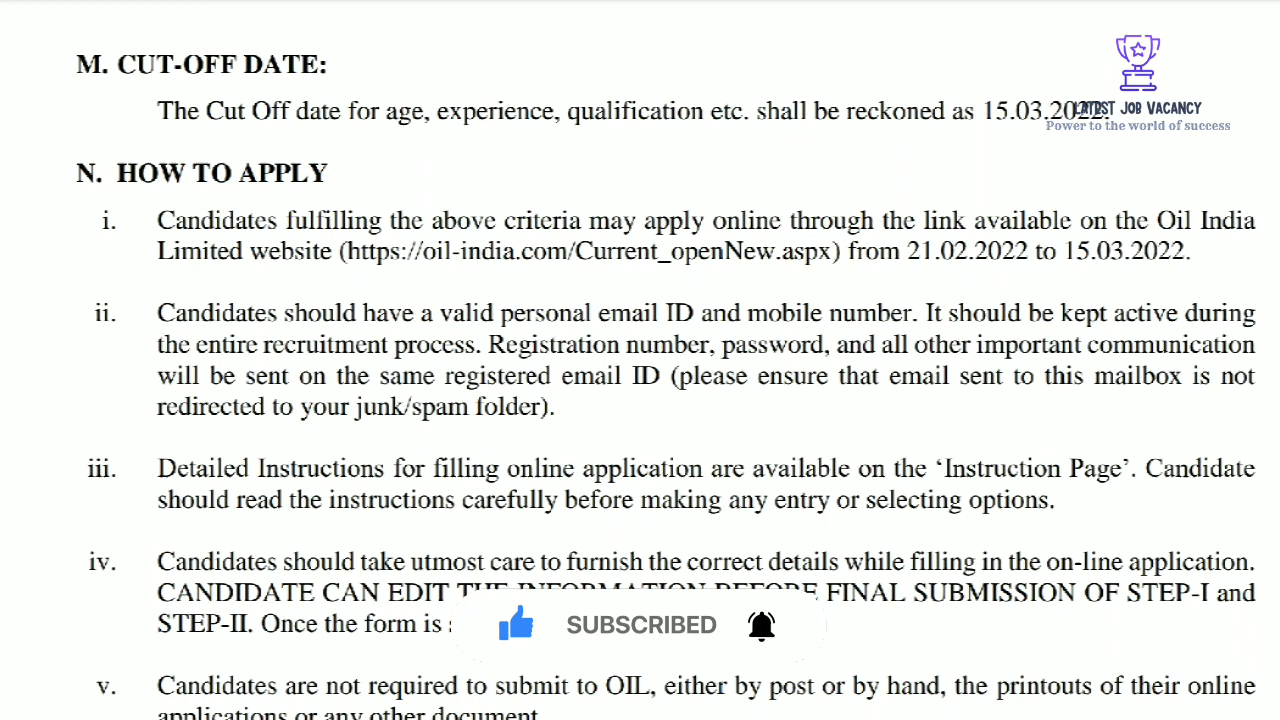 M. CUT-OFF DATE:
The Cut Off date for age, experience, qualification etc. shall be reckoned as 15.03.2022.
LATEST JOB VACANCY
Power to the world of success
N. HOW TO APPLY
i. Candidates fulfilling the above criteria may apply online through the link available on the Oil India
Limited website (https://oil-india.com/Current_openNew.aspx) from 21.02.2022 to 15.03.2022.
ii. Candidates should have a valid personal email ID and mobile number. It should be kept active during
the entire recruitment process. Registration number, password, and all other important communication
will be sent on the same registered email ID (please ensure that email sent to this mailbox is not
redirected to your junk/spam folder).
iii. Detailed Instructions for filling online application are available on the ‘Instruction Page’. Candidate
should read the instructions carefully before making any entry or selecting options.
iv. Candidates should take utmost care to furnish the correct details while filling in the on-line application.
CANDIDATE CAN EDIT THE INFORMATION BEFORE FINAL SUBMISSION OF STEP-I and
STEP-II. Once the form is
SUBSCRIBED
v. Candidates are not required to submit to OIL, either by post or by hand, the printouts of their online
applications or any other document.